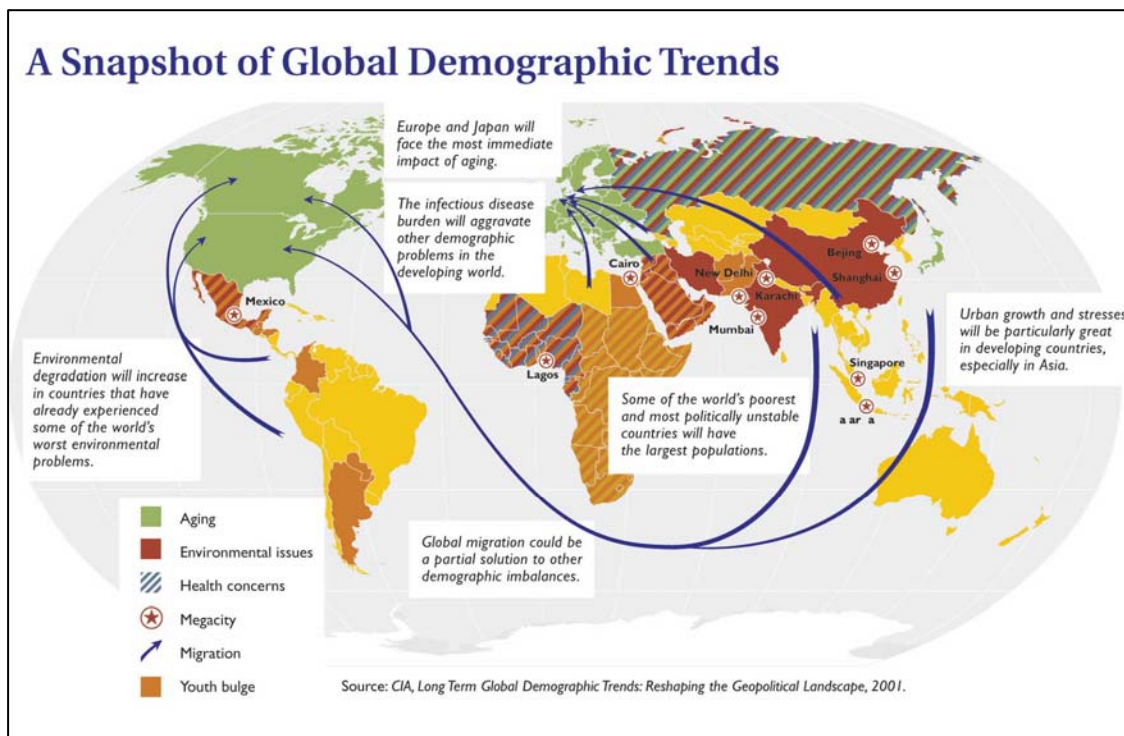 A Snapshot of Global Demographic Trends
Europe and Japan will
face the most immediate
impact of aging.
The infectious disease
burden will aggravate
other demographic
problems in the
developing world.
Cairo
New Delhi
Karachi
Mumbai
Bejing
Shanghai
Mexico
Lagos
Singapore
a ar a
Urban growth and stresses
will be particularly great
in developing countries,
especially in Asia.
Environmental
degradation will increase
in countries that have
already experienced
some of the world's
worst environmental
problems.
Some of the world's poorest
and most politically unstable
countries will have
the largest populations.
Global migration could be
a partial solution to other
demographic imbalances.
Aging
Environmental issues
Health concerns
Megacity
Migration
Youth bulge
Source: CIA, Long Term Global Demographic Trends: Reshaping the Geopolitical Landscape, 2001.